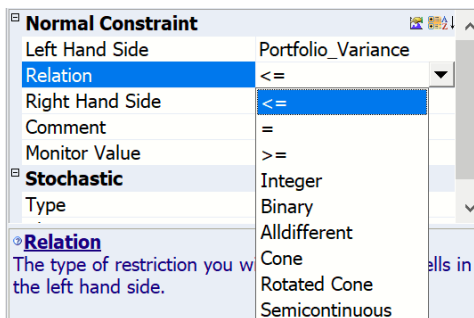 Normal Constraint
Left Hand Side Portfolio_Variance
Relation <=
Right Hand Side <=
Comment =
Monitor Value >=
Stochastic Integer
Type Binary
Alldifferent
Relation Cone
The type of restriction you wi ells in
the left hand side. Rotated Cone
Semicontinuous